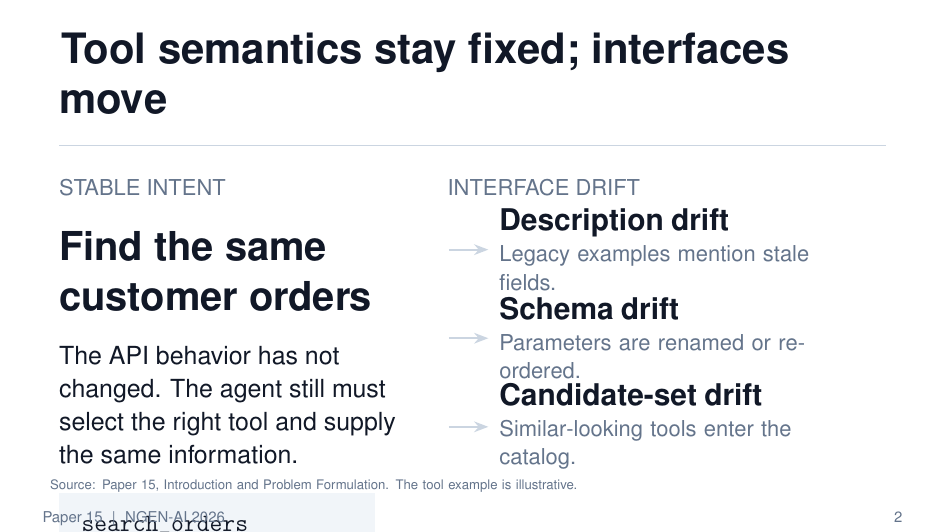 Tool semantics stay fixed; interfaces
move
STABLE INTENT
Find the same
customer orders
The API behavior has not
changed. The agent still must
select the right tool and supply
the same information.
INTERFACE DRIFT
Description drift
Legacy examples mention stale
fields.
Schema drift
Parameters are renamed or re-
ordered.
Candidate-set drift
Similar-looking tools enter the
catalog.
Source: Paper 15, Introduction and Problem Formulation. The tool example is illustrative.
search_orders
Paper 15 | NGEN-AI 2026
2